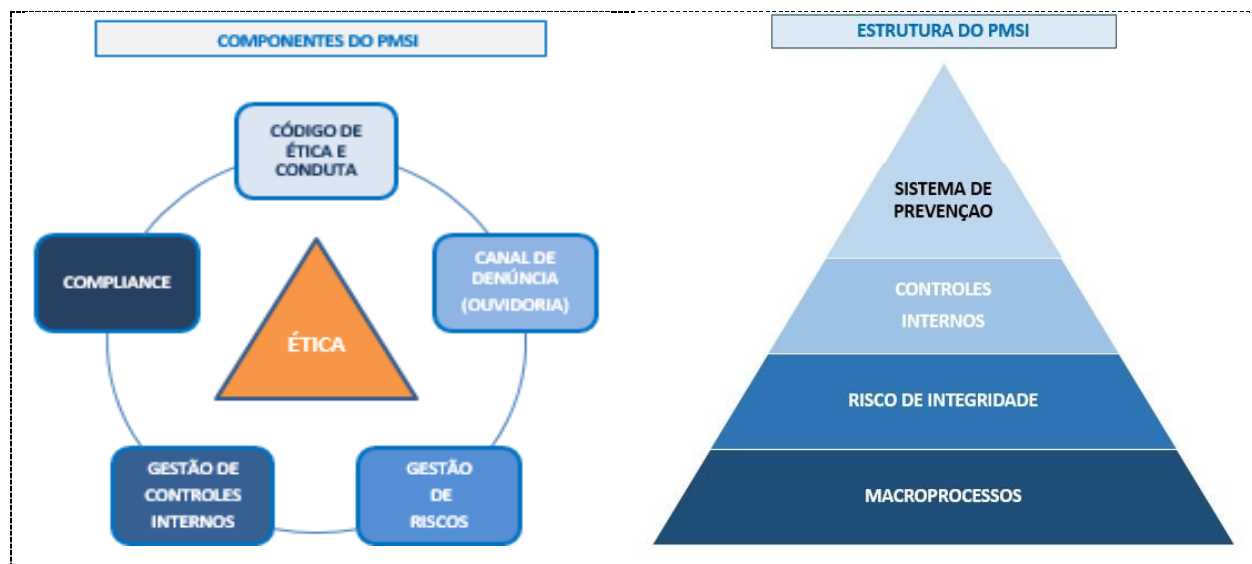 COMPONENTES DO PMSI
CÓDIGO DE
ÉTICA E
CONDUTA
CANAL DE
DENÚNCIA
(OUVIDORIA)
COMPLIANCE
ÉTICA
GESTÃO DE
CONTROLES
INTERNOS
GESTÃO
DE
RISCOS
ESTRUTURA DO PMSI
SISTEMA DE
PREVENÇAO
CONTROLES
INTERNOS
RISCO DE INTEGRIDADE
MACROPROCESSOS